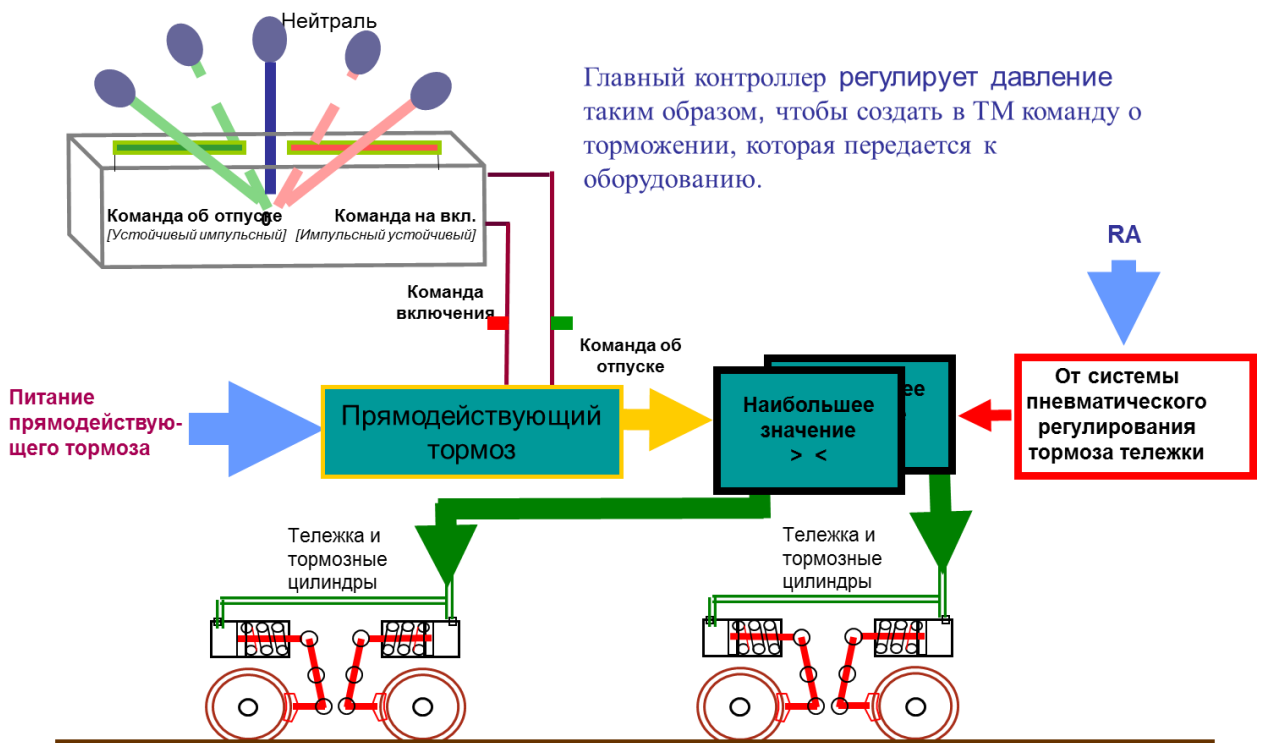 Нейтраль
Главный контроллер регулирует давление
таким образом, чтобы создать в ТМ команду о
торможении, которая передается к
оборудованию.
0
Команда об отпуске
[Устойчивый импульсный]
Команда на вкл.
[Импульсный устойчивый]
RA
Команда
включения
Команда об
отпуске
Питание
прямодействую-
щего тормоза
Прямодействующий
тормоз
Наибольшее
значение
> <
ее
От системы
пневматического
регулирования
тормоза тележки
Тележка и
тормозные
цилиндры
Тележка и
тормозные
цилиндры